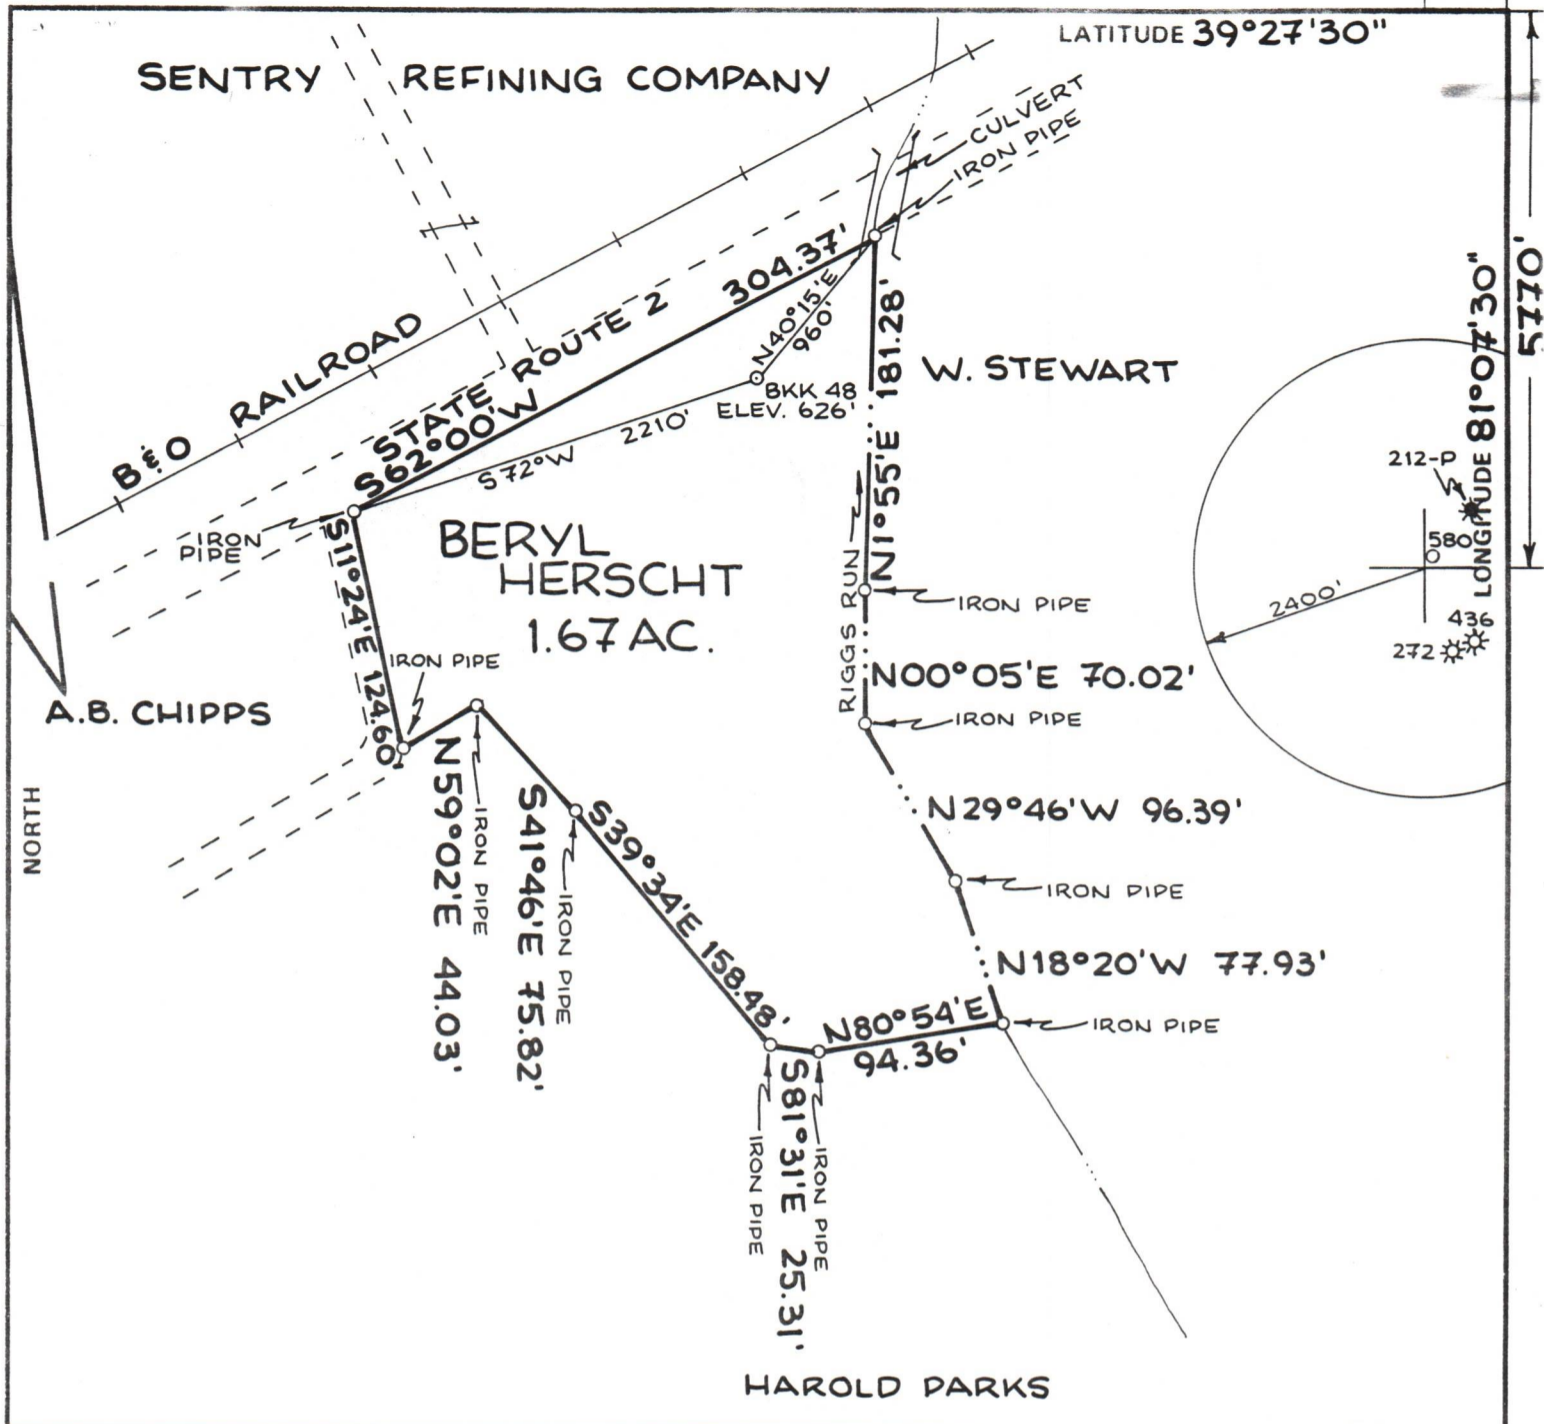 LATITUDE 39°27'30"
SENTRY REFINING COMPANY
CULVERT
IRON PIPE
5770'
LONGITUDE 81°07'30"
304.37'
S62°00'W
STATE ROUTE 2
B&O RAILROAD
N40°15'E
960'
BKK 48
ELEV. 626'
2210'
S72°W
181.28'
N1°55'E
W. STEWART
212-P
580
2400'
436
272
IRON
PIPE
BERYL
HERSCHT
1.67 AC.
S11°24'E 124.60'
IRON PIPE
RIGGS RUN
IRON PIPE
N00°05'E 70.02'
IRON PIPE
A.B. CHIPPS
NORTH
N59°02'E 44.03'
IRON PIPE
S41°46'E 75.82'
IRON PIPE
S39°34'E 158.48'
N29°46'W 96.39'
IRON PIPE
N18°20'W 77.93'
IRON PIPE
N80°54'E
94.36'
IRON PIPE
S81°31'E 25.31'
IRON PIPE
HAROLD PARKS